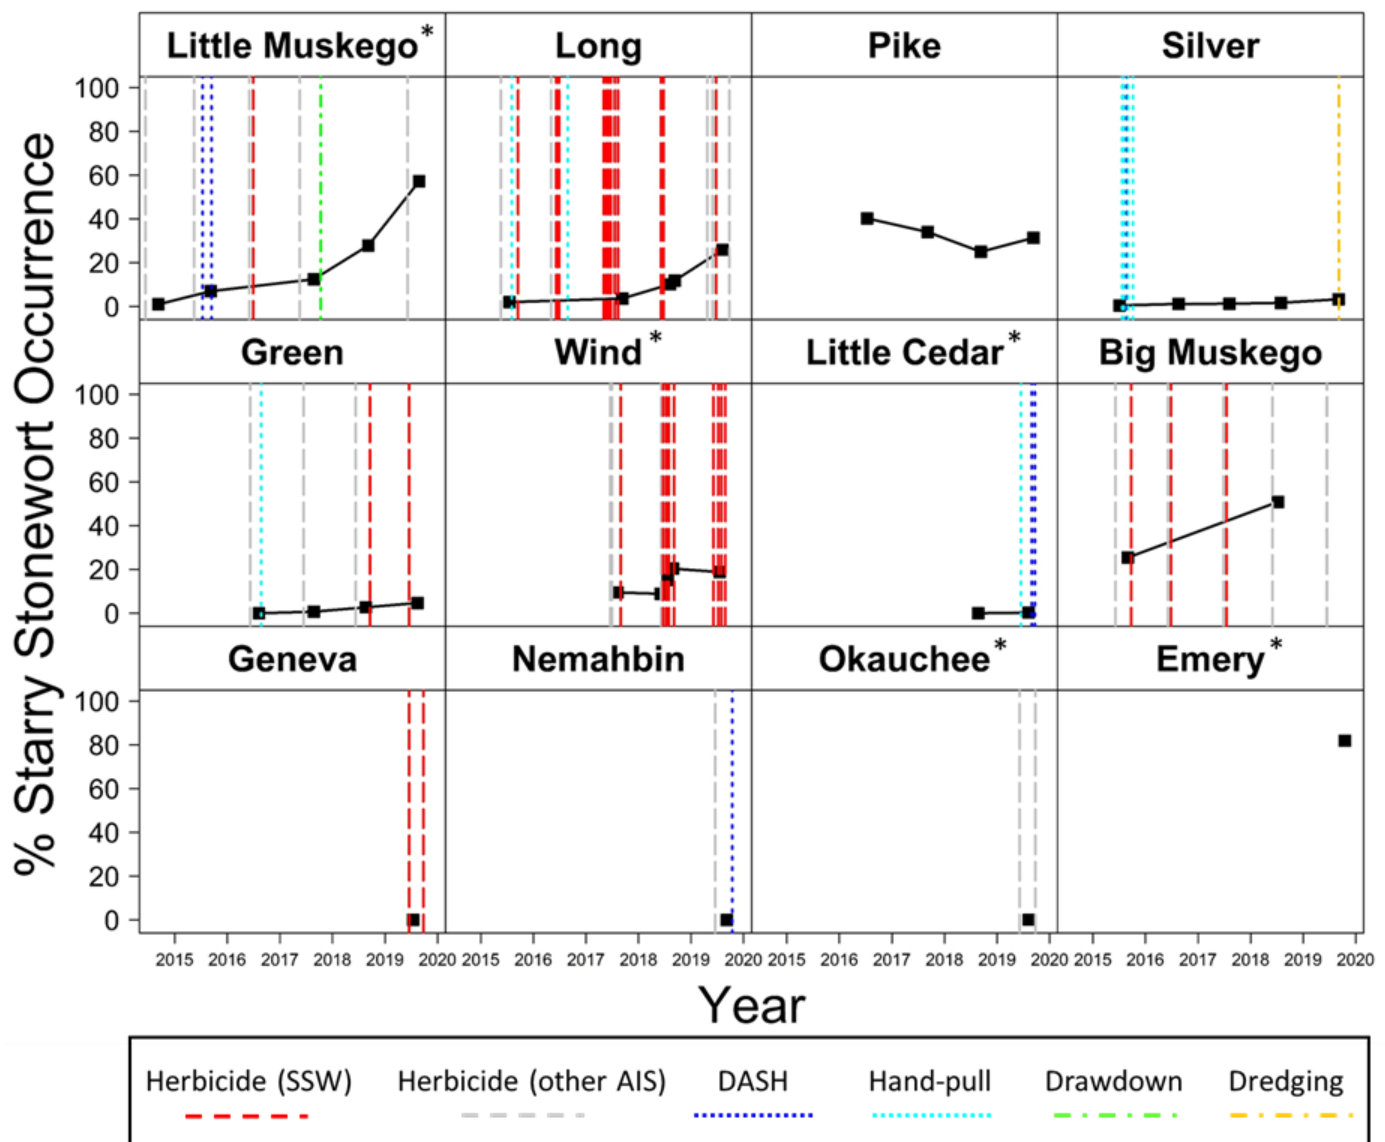 Little Muskego* Long Pike Silver
100
80
60
40
20
0
Green Wind* Little Cedar* Big Muskego
100
80
60
40
20
0
Geneva Nemahbin Okauchee* Emery*
100
80
60
40
20
0
% Starry Stonewort Occurrence
2015 2016 2017 2018 2019 2020 2015 2016 2017 2018 2019 2020 2015 2016 2017 2018 2019 2020 2015 2016 2017 2018 2019 2020
Year
Herbicide (SSW) Herbicide (other AIS) DASH Hand-pull Drawdown Dredging